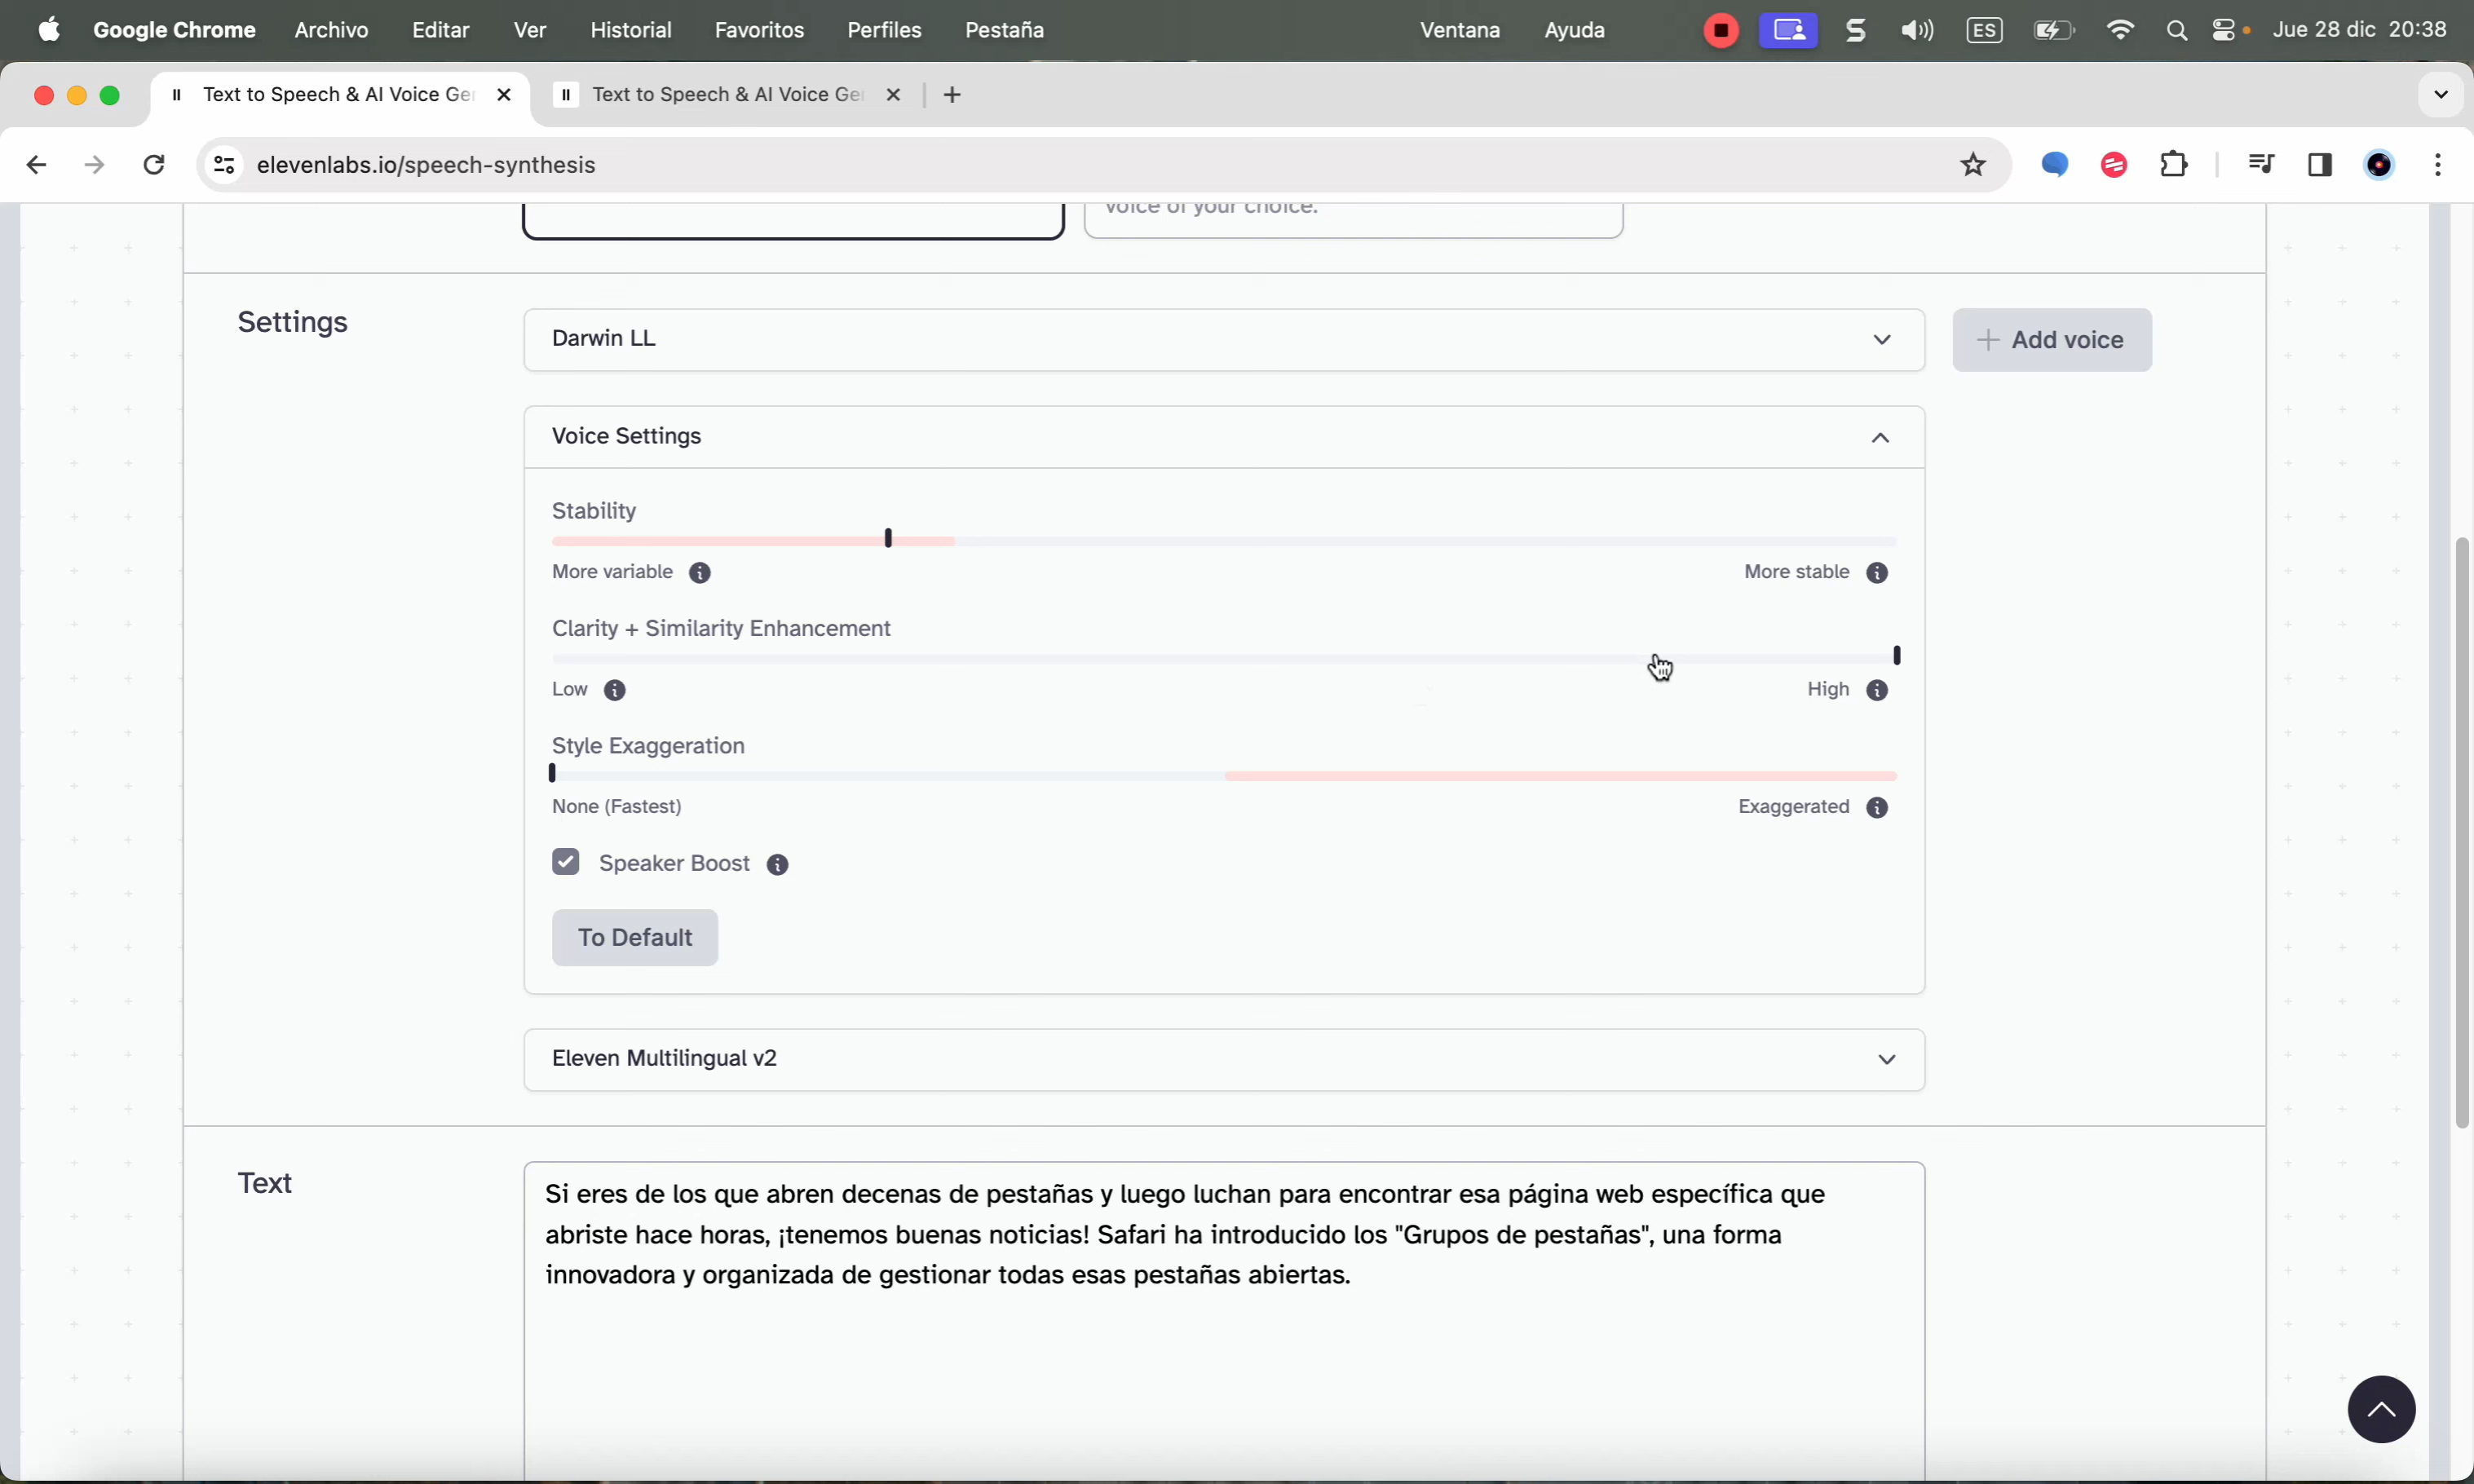 Google Chrome Archivo Editar Ver Historial Favoritos Perfiles Pestaña Ventana Ayuda ES Jue 28 dic 20:38
Text to Speech & AI Voice Ge Text to Speech & AI Voice Ge
elevenlabs.io/speech-synthesis
voice of your choice.
Settings
Darwin LL
Add voice
Voice Settings
Stability
More variable More stable
Clarity + Similarity Enhancement
Low High
Style Exaggeration
None (Fastest) Exaggerated
Speaker Boost
To Default
Eleven Multilingual v2
Text
Si eres de los que abren decenas de pestañas y luego luchan para encontrar esa página web específica que
abriste hace horas, ¡tenemos buenas noticias! Safari ha introducido los "Grupos de pestañas", una forma
innovadora y organizada de gestionar todas esas pestañas abiertas.